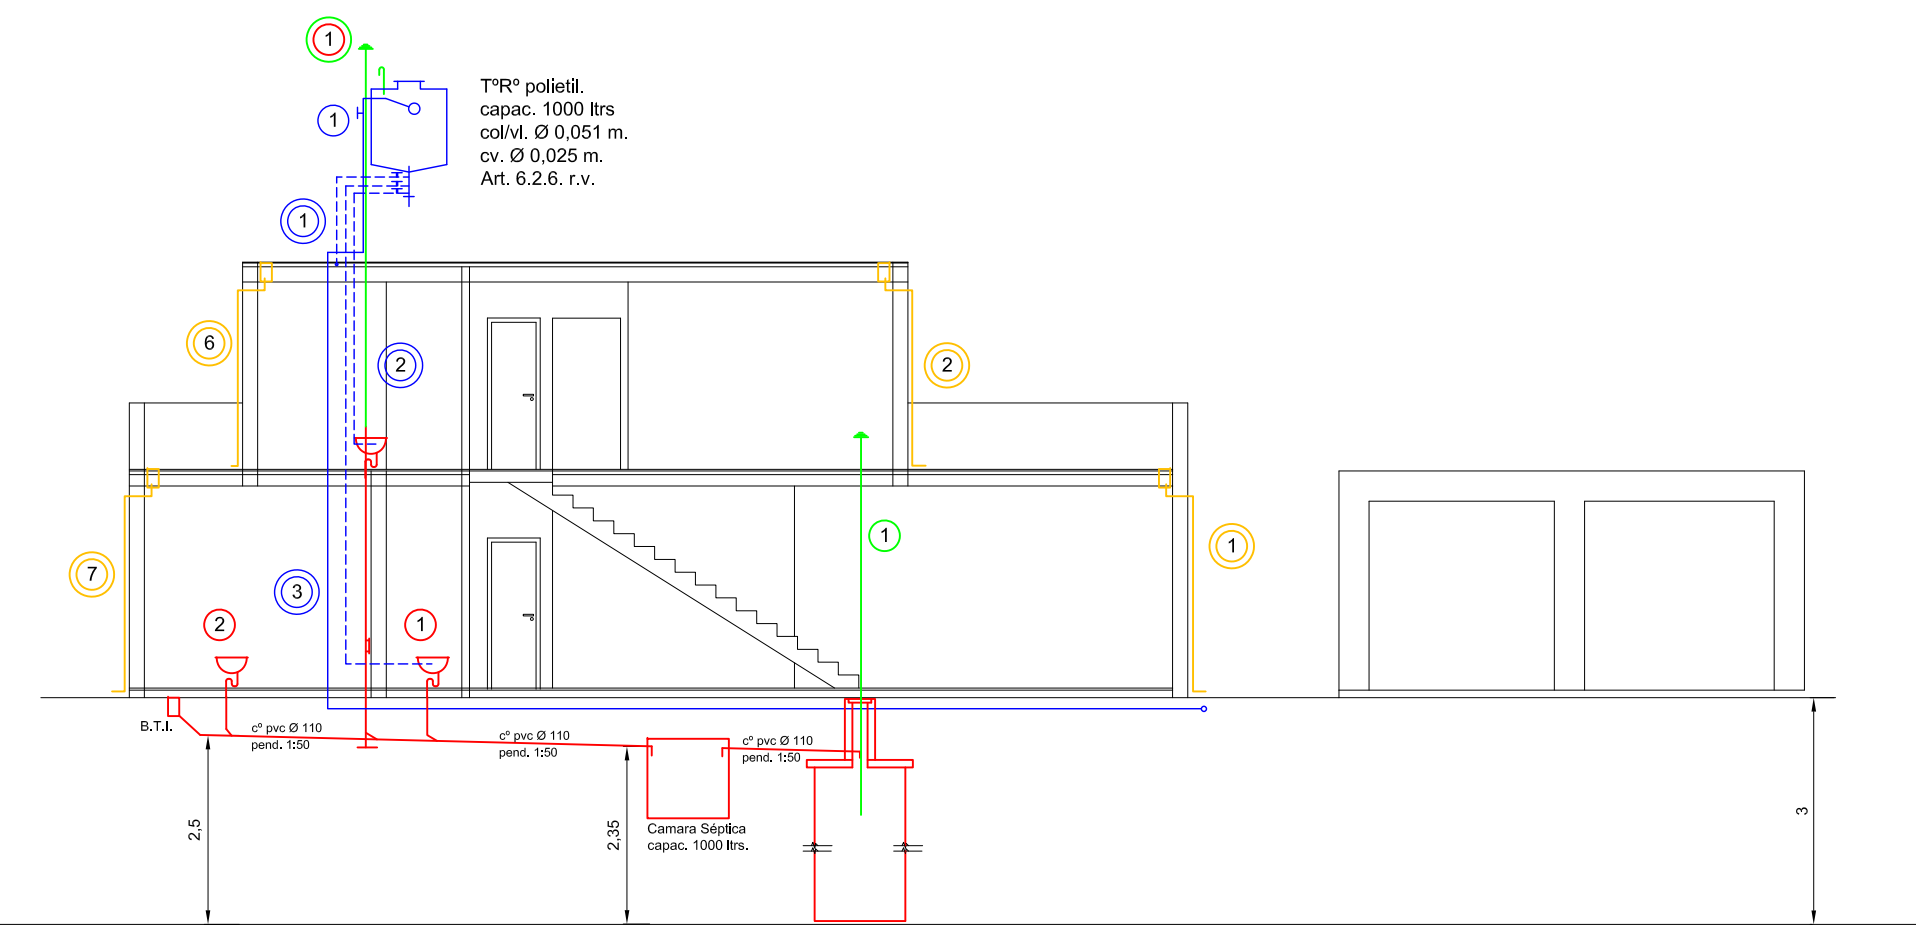 1
TºRº polietil.
capac. 1000 ltrs
col/vl. Ø 0,051 m.
cv. Ø 0,025 m.
Art. 6.2.6. r.v.
1
1
6
2
2
1
1
7
3
2
1
B.T.I.
cº pvc Ø 110
pend. 1:50
cº pvc Ø 110
pend. 1:50
cº pvc Ø 110
pend. 1:50
2,5
2,35
Camara Séptica
capac. 1000 ltrs.
3